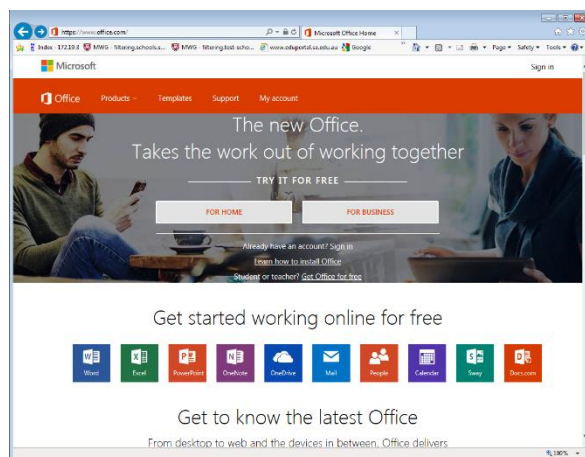 https://www.office.com/
Microsoft Office Home
Index - 172.19.3
MWG - filtering.schools.s...
MWG - filtering.test-scho...
www.eduportal.sa.edu.au
Google
Page
Safety
Tools
Microsoft
Sign in
Office
Products
Templates
Support
My account
The new Office.
Takes the work out of working together
TRY IT FOR FREE
FOR HOME
FOR BUSINESS
Already have an account? Sign in
Learn how to install Office
Student or teacher? Get Office for free
Get started working online for free
Word
Excel
PowerPoint
OneNote
OneDrive
Mail
People
Calendar
Sway
Docs.com
Get to know the latest Office
From desktop to web and the devices in between, Office delivers
100%